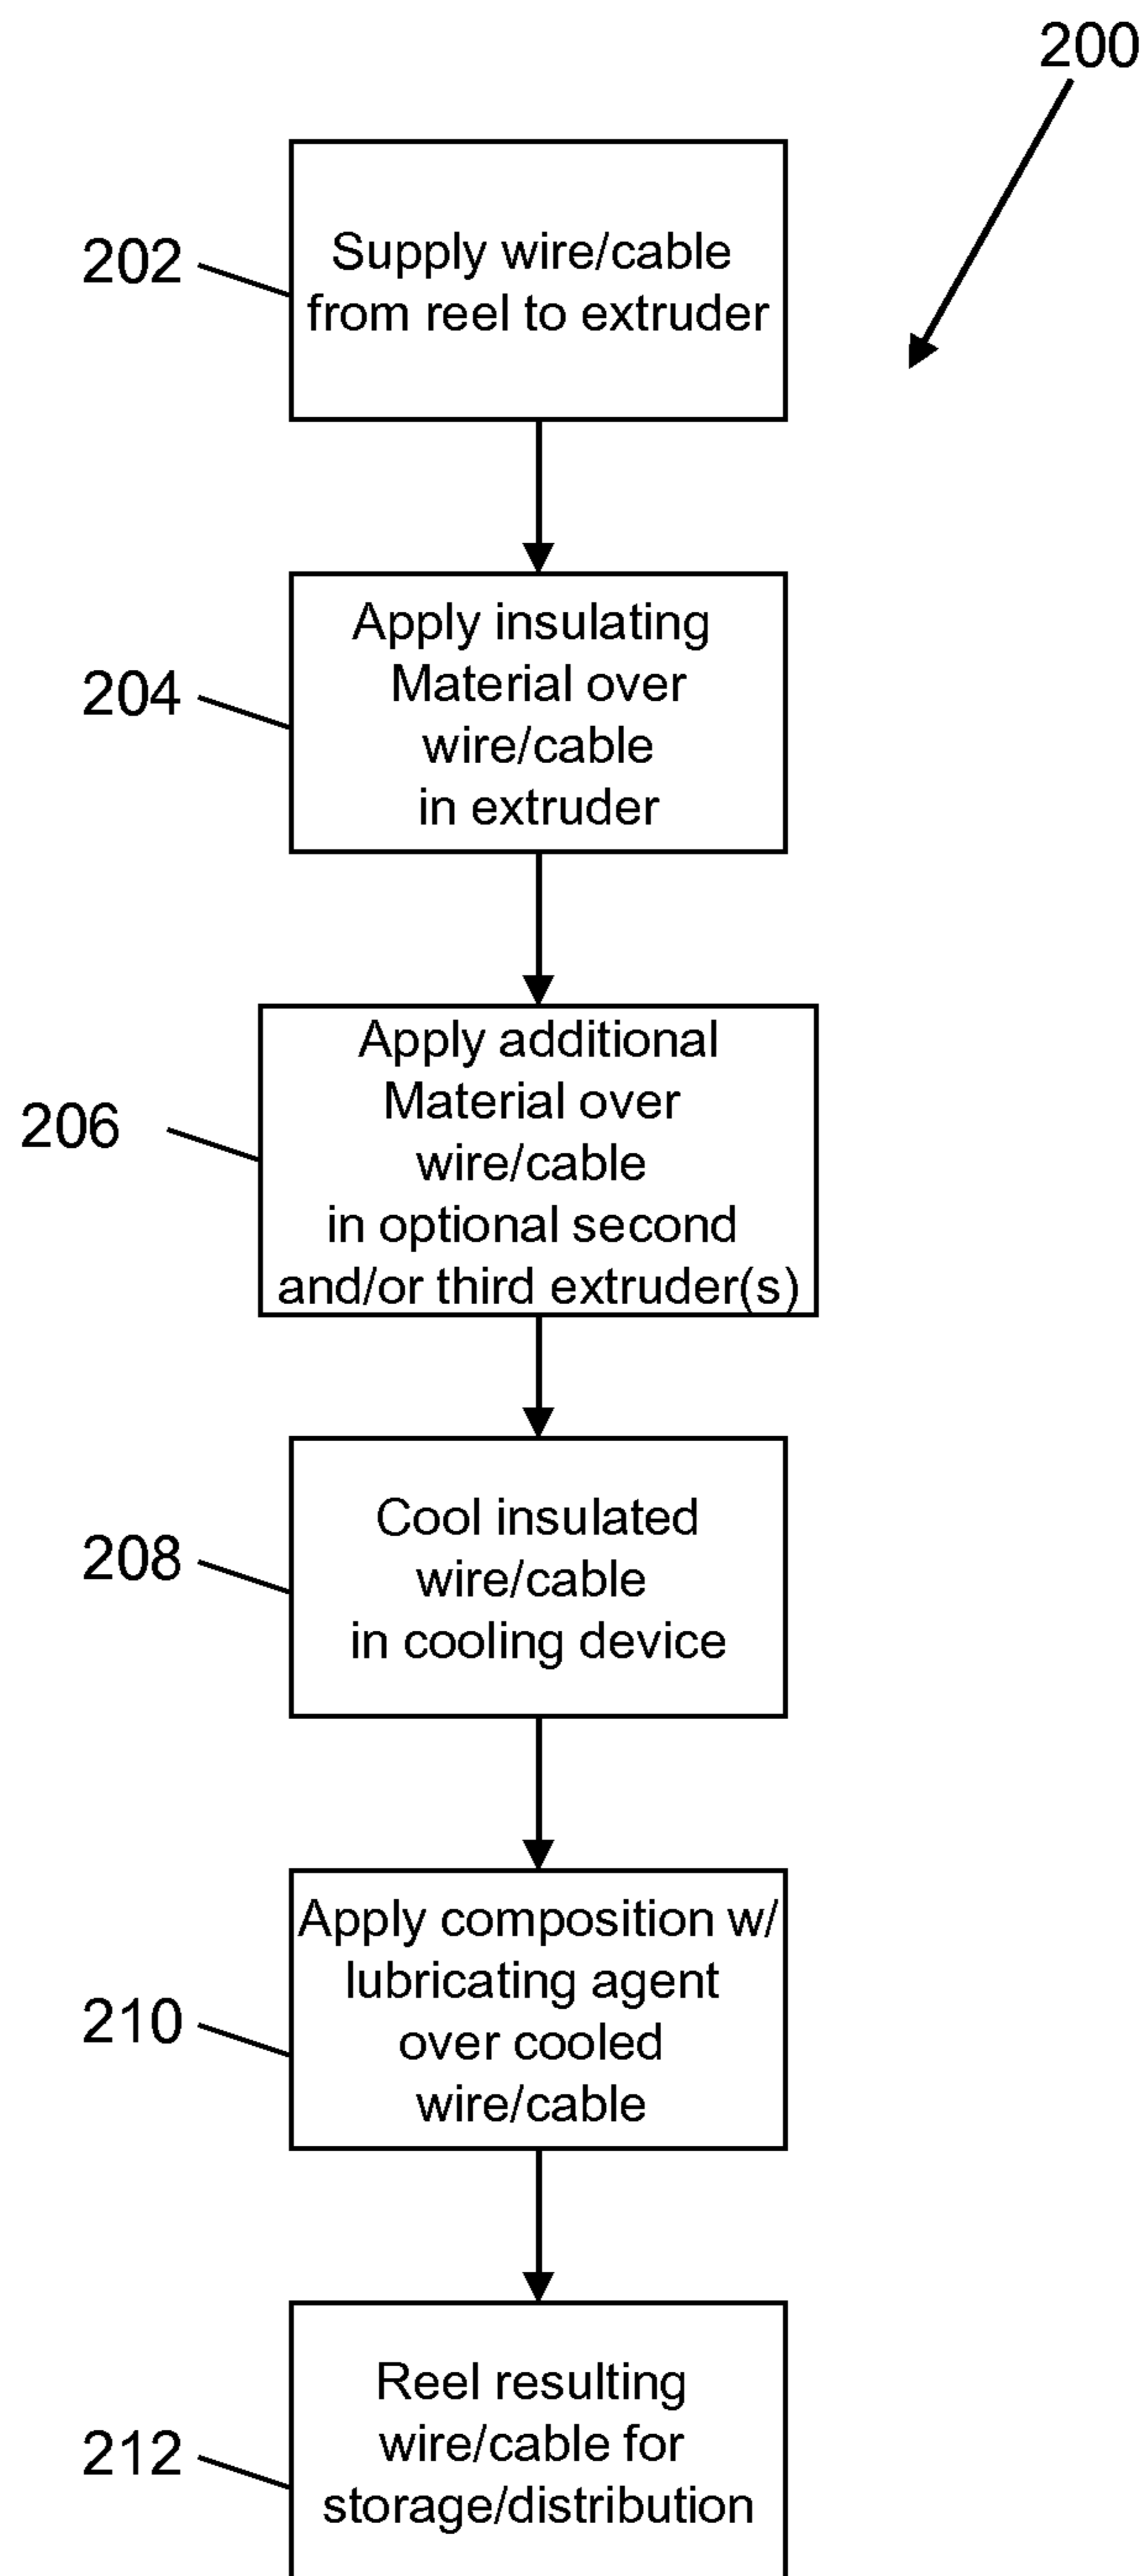 200
202
Supply wire/cable
from reel to extruder
204
Apply insulating
Material over
wire/cable
in extruder
206
Apply additional
Material over
wire/cable
in optional second
and/or third extruder(s)
208
Cool insulated
wire/cable
in cooling device
210
Apply composition w/
lubricating agent
over cooled
wire/cable
212
Reel resulting
wire/cable for
storage/distribution